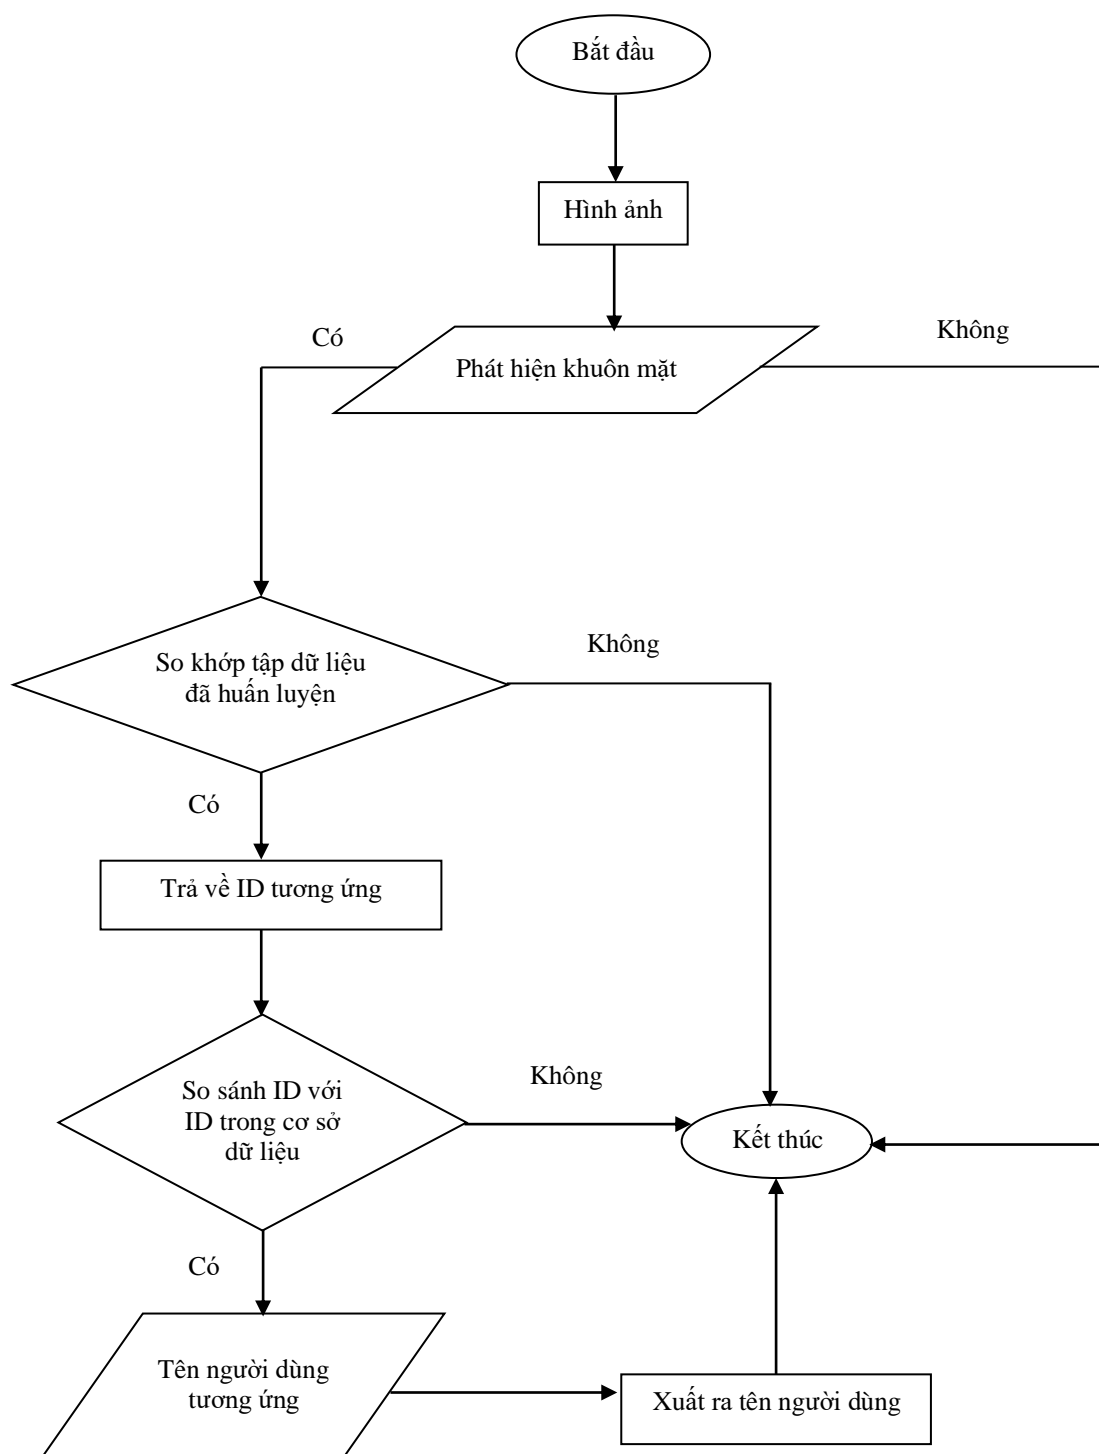 Bắt đầu
Hình ảnh
Có
Không
Phát hiện khuôn mặt
Không
So khớp tập dữ liệu
đã huấn luyện
Có
Trả về ID tương ứng
Không
So sánh ID với
ID trong cơ sở
dữ liệu
Kết thúc
Có
Tên người dùng
tương ứng
Xuất ra tên người dùng